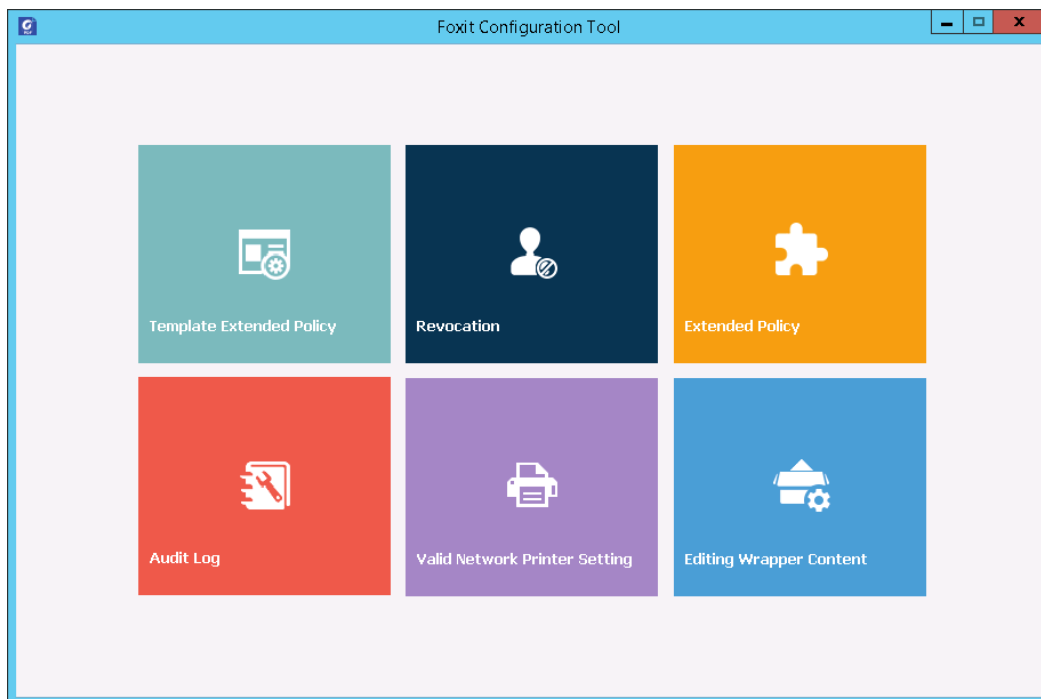 Foxit Configuration Tool
Template Extended Policy
Revocation
Extended Policy
Audit Log
Valid Network Printer Setting
Editing Wrapper Content